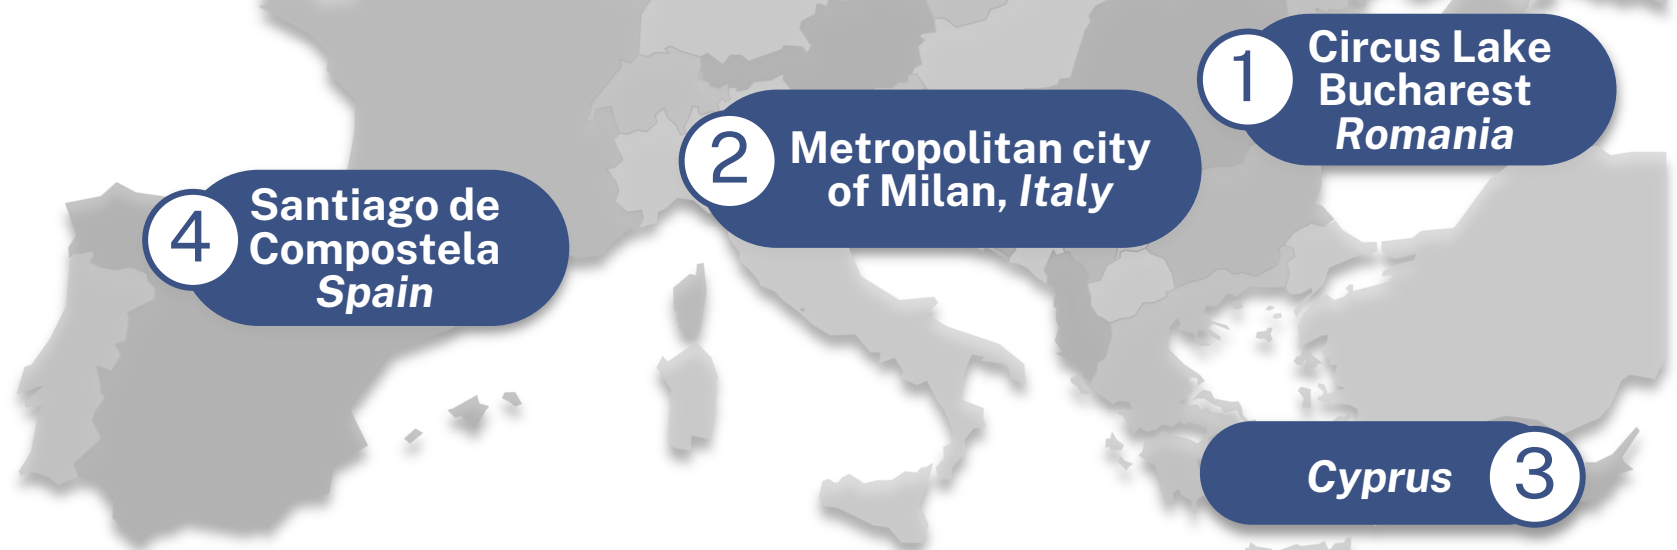 1
Circus Lake
Bucharest
Romania
2
Metropolitan city
of Milan, Italy
4
Santiago de
Compostela
Spain
Cyprus
3